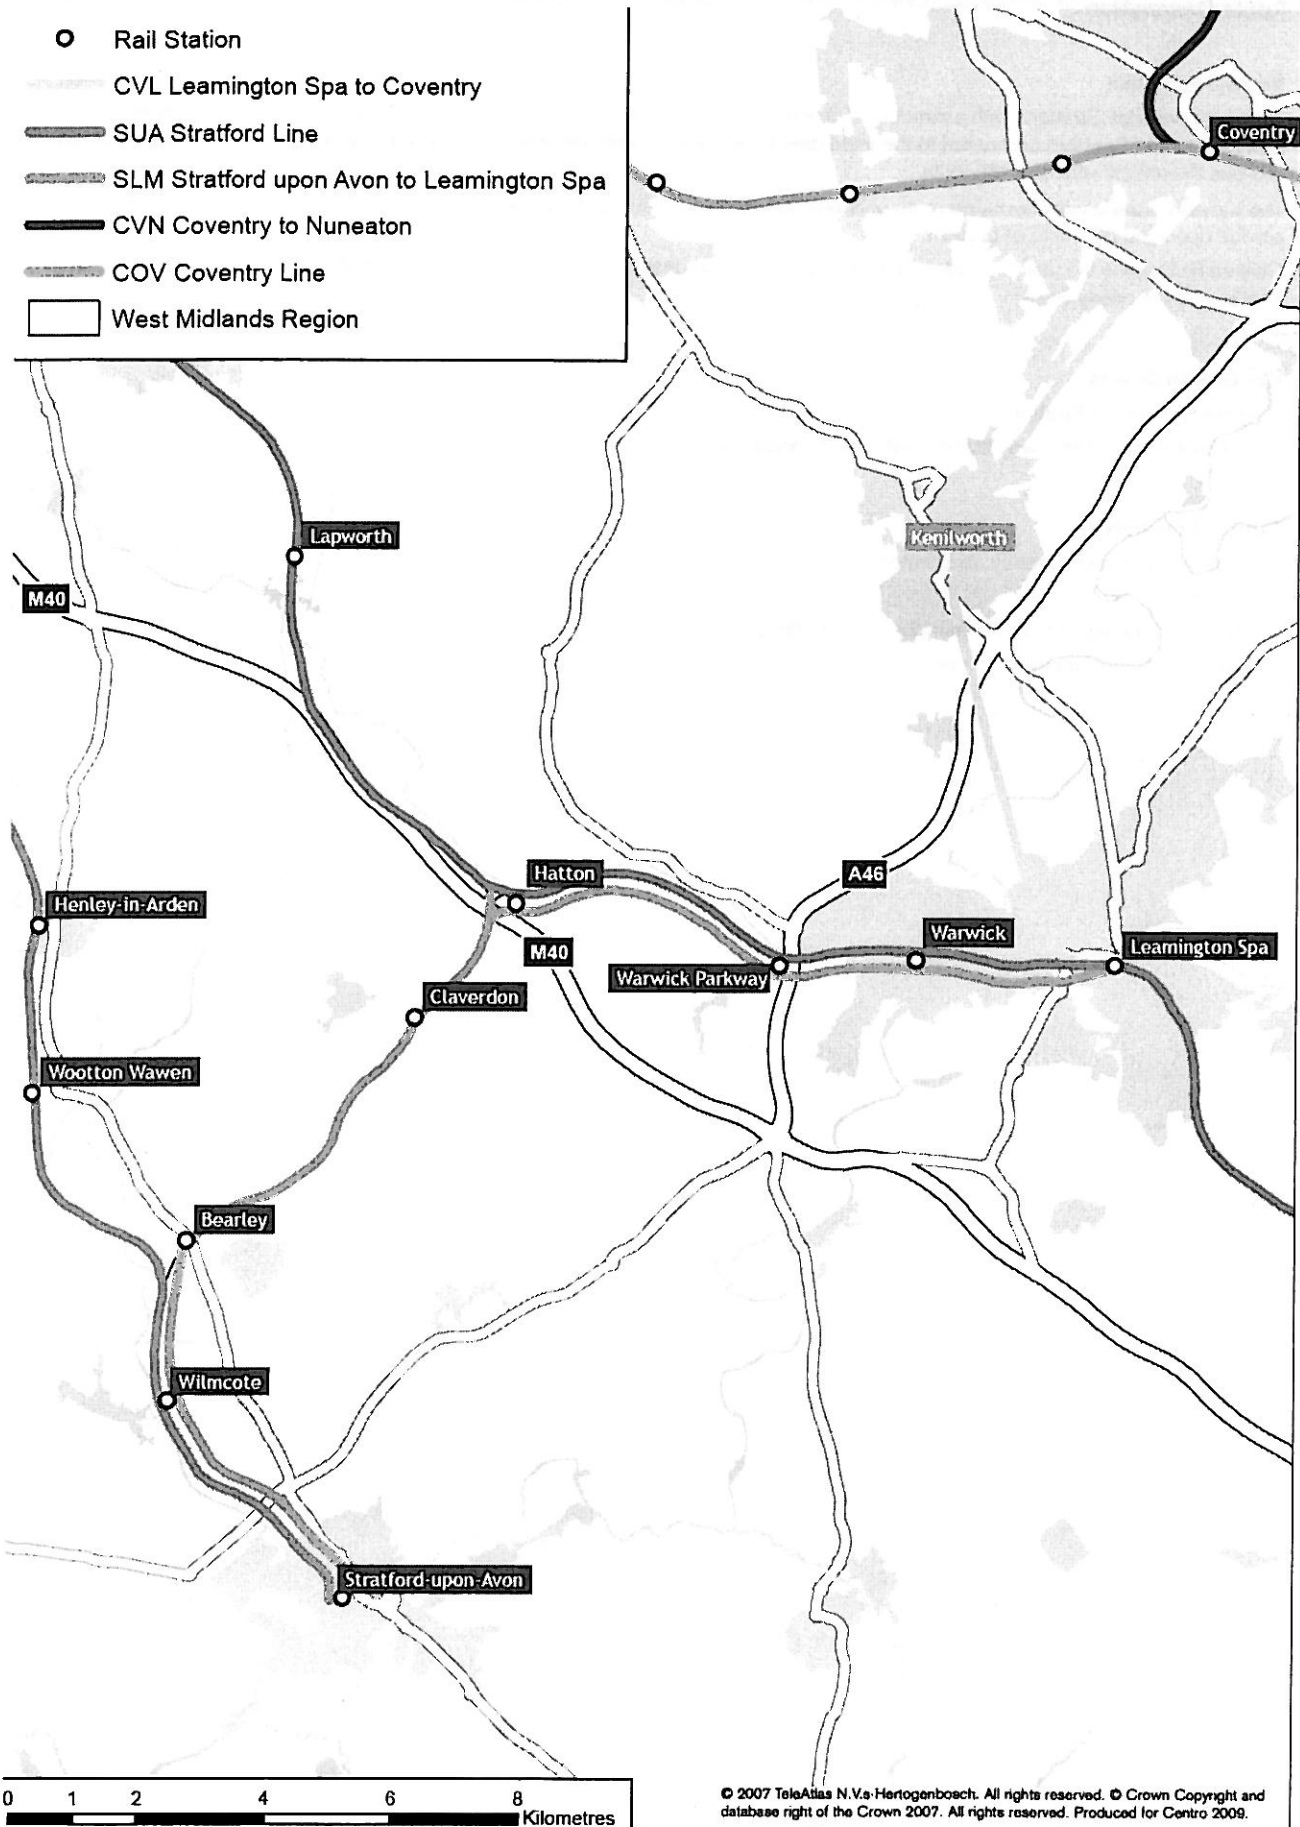 Rail Station
CVL Leamington Spa to Coventry
SUA Stratford Line
SLM Stratford upon Avon to Leamington Spa
CVN Coventry to Nuneaton
COV Coventry Line
West Midlands Region
Coventry
Lapworth
Kenilworth
M40
Hatton
A46
Henley-in-Arden
Warwick
Leamington Spa
M40
Warwick Parkway
Claverdon
Wootton Wawen
Bearley
Wilmcote
Stratford-upon-Avon
0 1 2 4 6 8
Kilometres
© 2007 TeleAtlas N.V.s-Hertogenbosch. All rights reserved. © Crown Copyright and
database right of the Crown 2007. All rights reserved. Produced for Centro 2009.